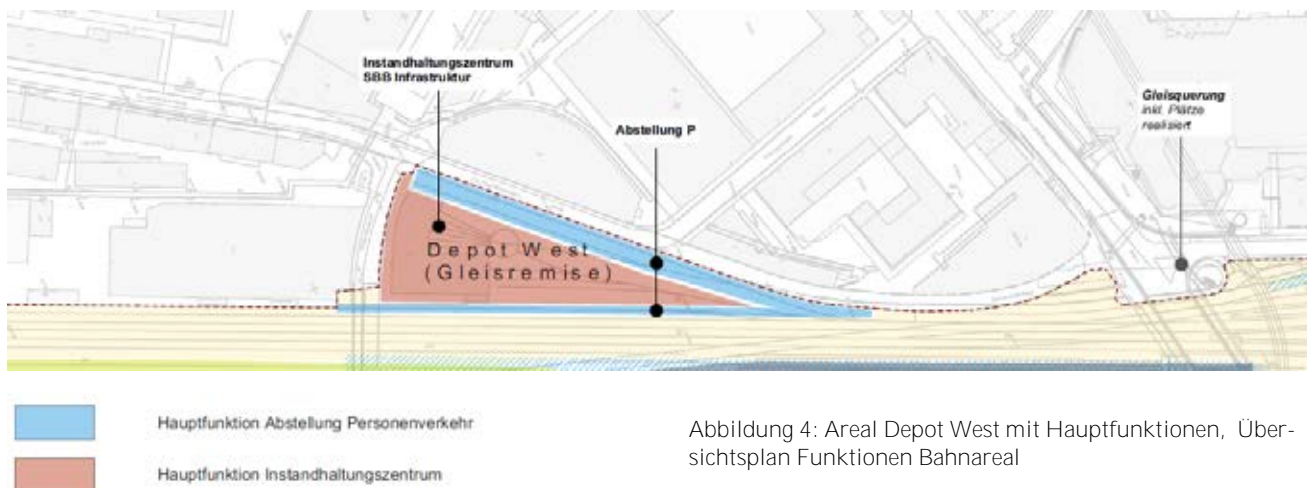 Instandhaltungszentrum
SBB Infrastruktur
Abstellung P
Gleisquerung
inkl. Plätze
realisiert
Depot West
(Gleisremise)
Hauptfunktion Abstellung Personenverkehr
Hauptfunktion Instandhaltungszentrum
Abbildung 4: Areal Depot West mit Hauptfunktionen, Über-
sichtsplan Funktionen Bahnareal